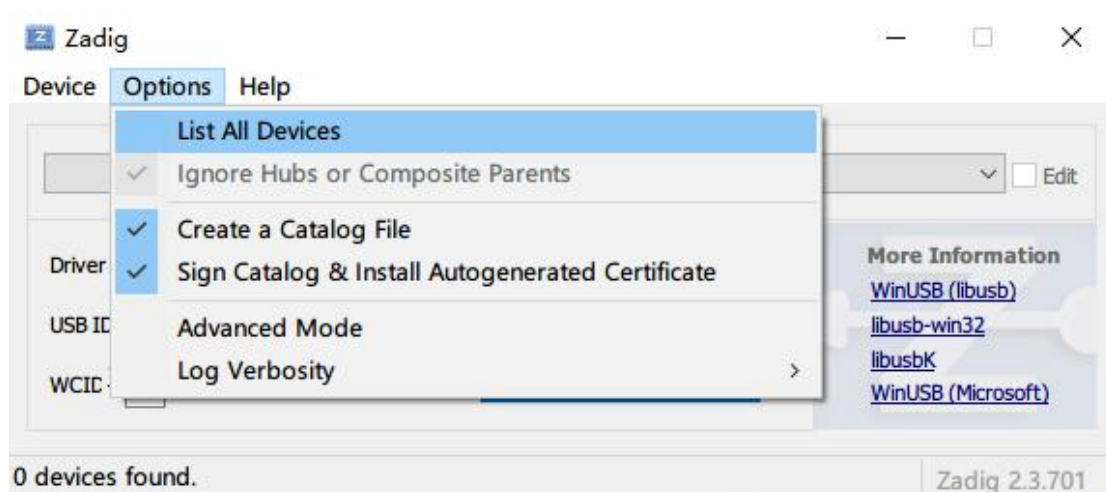 Zadig
Device Options Help
List All Devices
Ignore Hubs or Composite Parents
Edit
Create a Catalog File
Sign Catalog & Install Autogenerated Certificate
Advanced Mode
Log Verbosity
Driver
USB ID
WCID
More Information
WinUSB (libusb)
libusb-win32
libusbK
WinUSB (Microsoft)
0 devices found.
Zadig 2.3.701